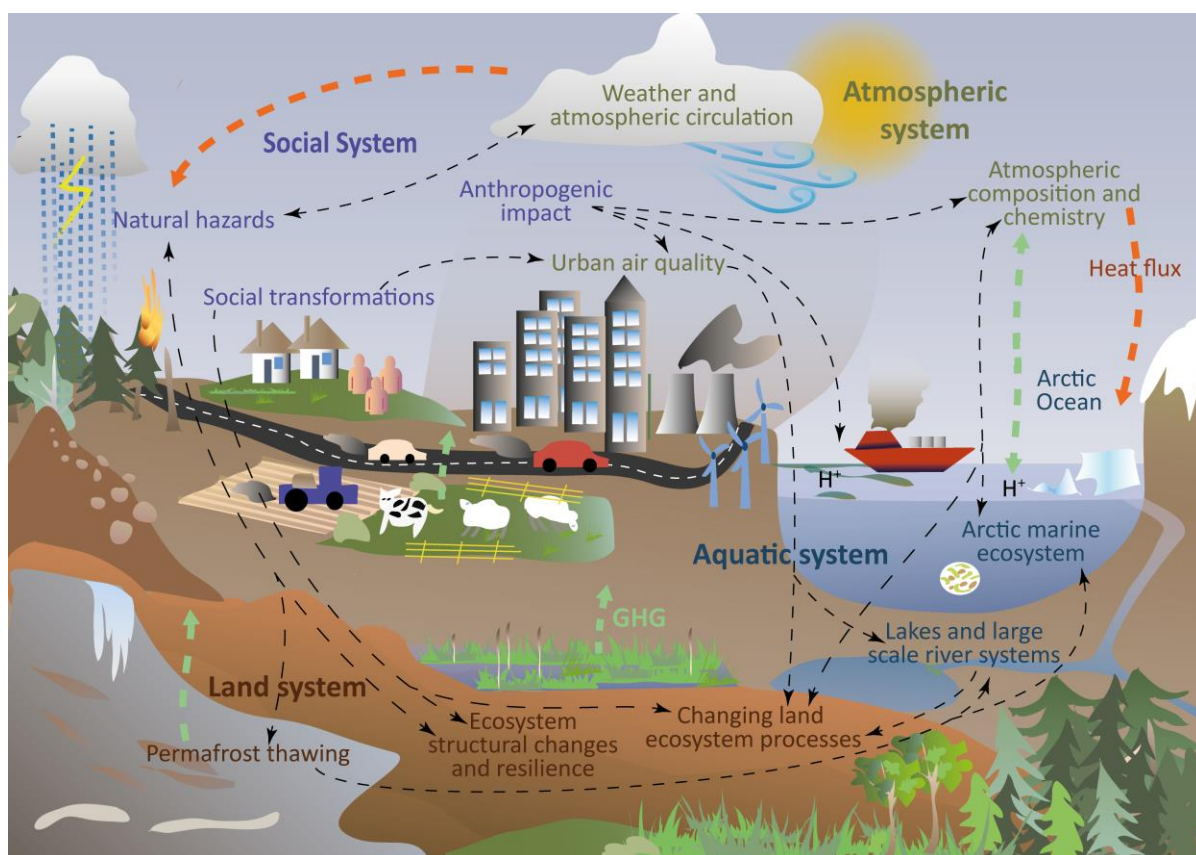 Weather and
atmospheric circulation
Atmospheric
system
Social System
Anthropogenic
impact
Atmospheric
composition and
chemistry
Natural hazards
Urban air quality
Heat flux
Social transformations
Arctic
Ocean
H⁺
H⁺
Arctic marine
ecosystem
Aquatic system
GHG
Lakes and large
scale river systems
Land system
Ecosystem
structural changes
and resilience
Changing land
ecosystem processes
Permafrost thawing